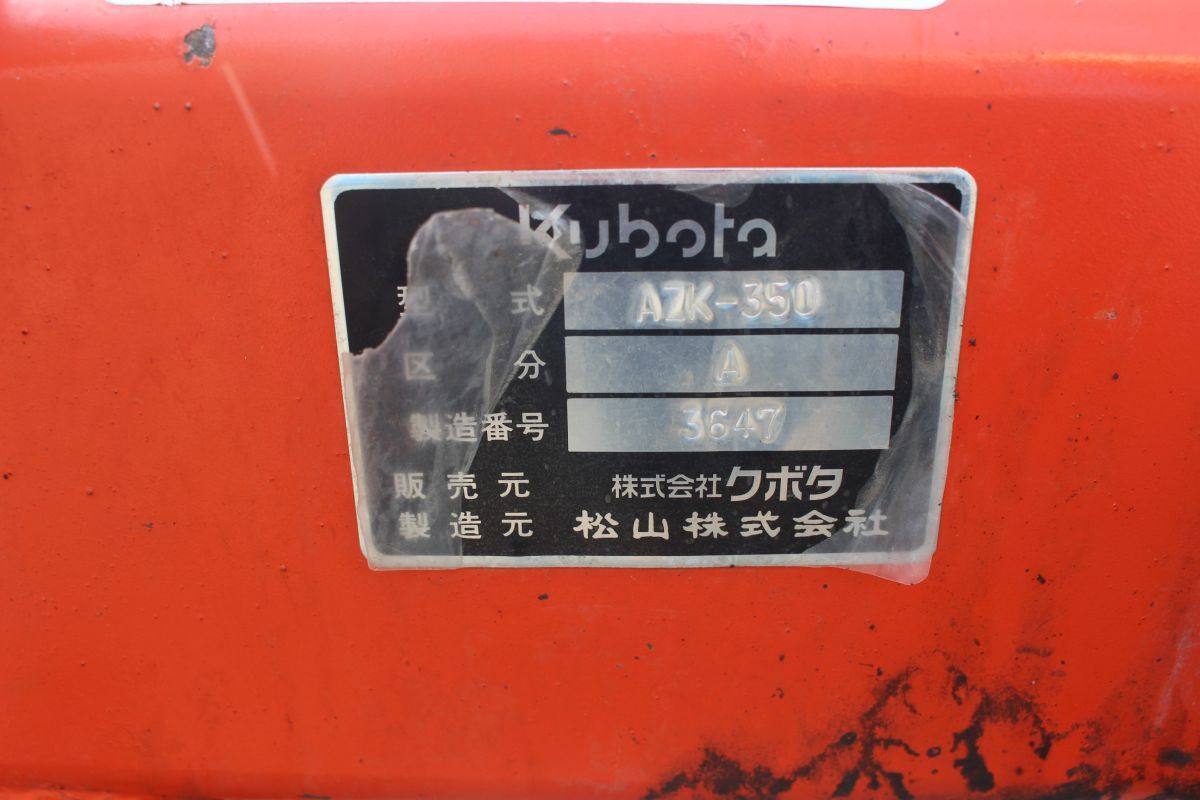 Kubota
型式 AZK-350
区分 A
製造番号 3647
販売元 株式会社クボタ
製造元 松山株式会社